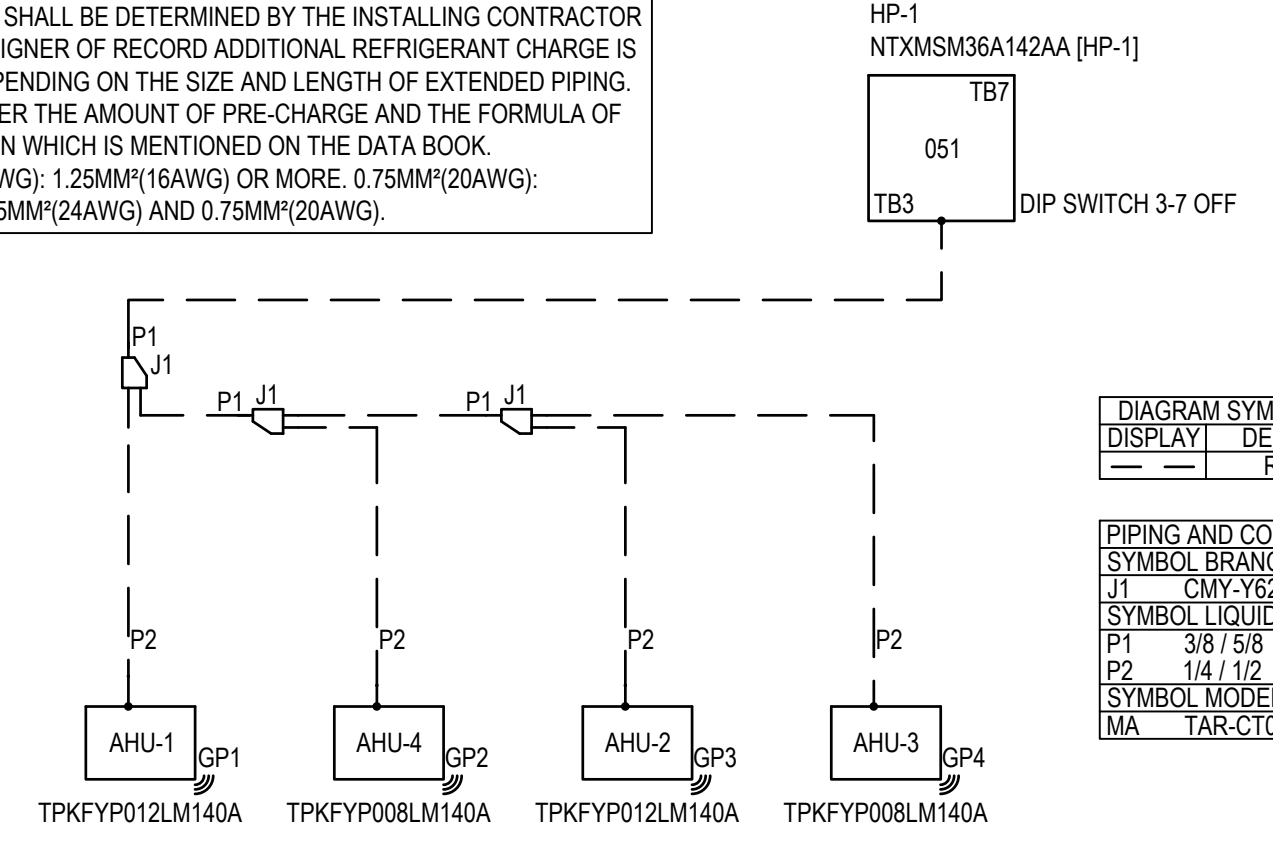 SHALL BE DETERMINED BY THE INSTALLING CONTRACTOR
IGNER OF RECORD ADDITIONAL REFRIGERANT CHARGE IS
PENDING ON THE SIZE AND LENGTH OF EXTENDED PIPING.
ER THE AMOUNT OF PRE-CHARGE AND THE FORMULA OF
N WHICH IS MENTIONED ON THE DATA BOOK.
WG): 1.25MM²(16AWG) OR MORE. 0.75MM²(20AWG):
5MM²(24AWG) AND 0.75MM²(20AWG).
HP-1
NTXMSM36A142AA [HP-1]
TB7
051
TB3
DIP SWITCH 3-7 OFF
P1
J1
P1 J1
P1 J1
P2
P2
P2
P2
AHU-1
GP1
TPKFYP012LM140A
AHU-4
GP2
TPKFYP008LM140A
AHU-2
GP3
TPKFYP012LM140A
AHU-3
GP4
TPKFYP008LM140A
DIAGRAM SYM
DISPLAY DE
R
PIPING AND CO
SYMBOL BRANC
J1 CMY-Y62
SYMBOL LIQUID
P1 3/8 / 5/8
P2 1/4 / 1/2
SYMBOL MODEL
MA TAR-CT0